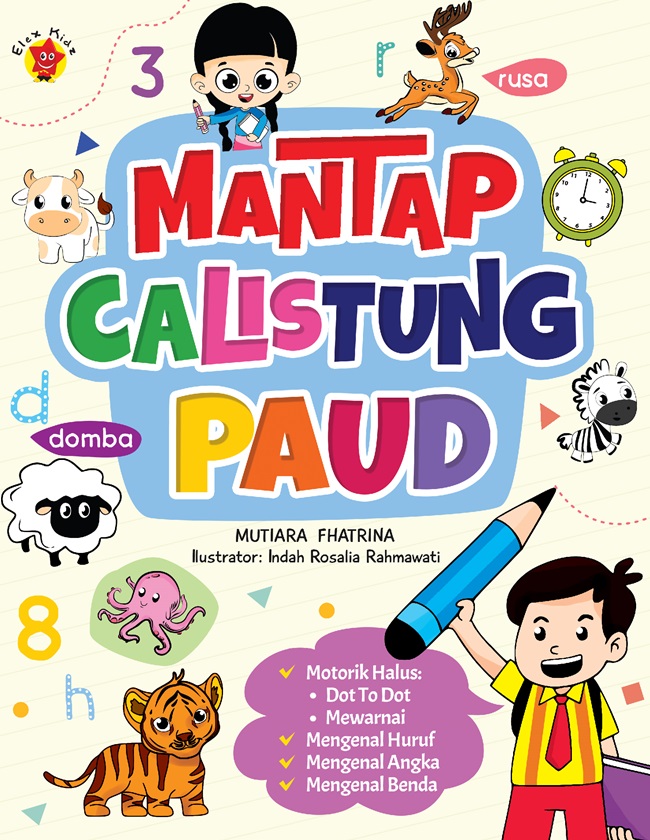 Elex Kidz
3
r
rusa
MANTAP
CALISTUNG
PAUD
d
domba
MUTIARA FHATRINA
Ilustrator: Indah Rosalia Rahmawati
8
h
Motorik Halus:
• Dot To Dot
• Mewarnai
Mengenal Huruf
Mengenal Angka
Mengenal Benda